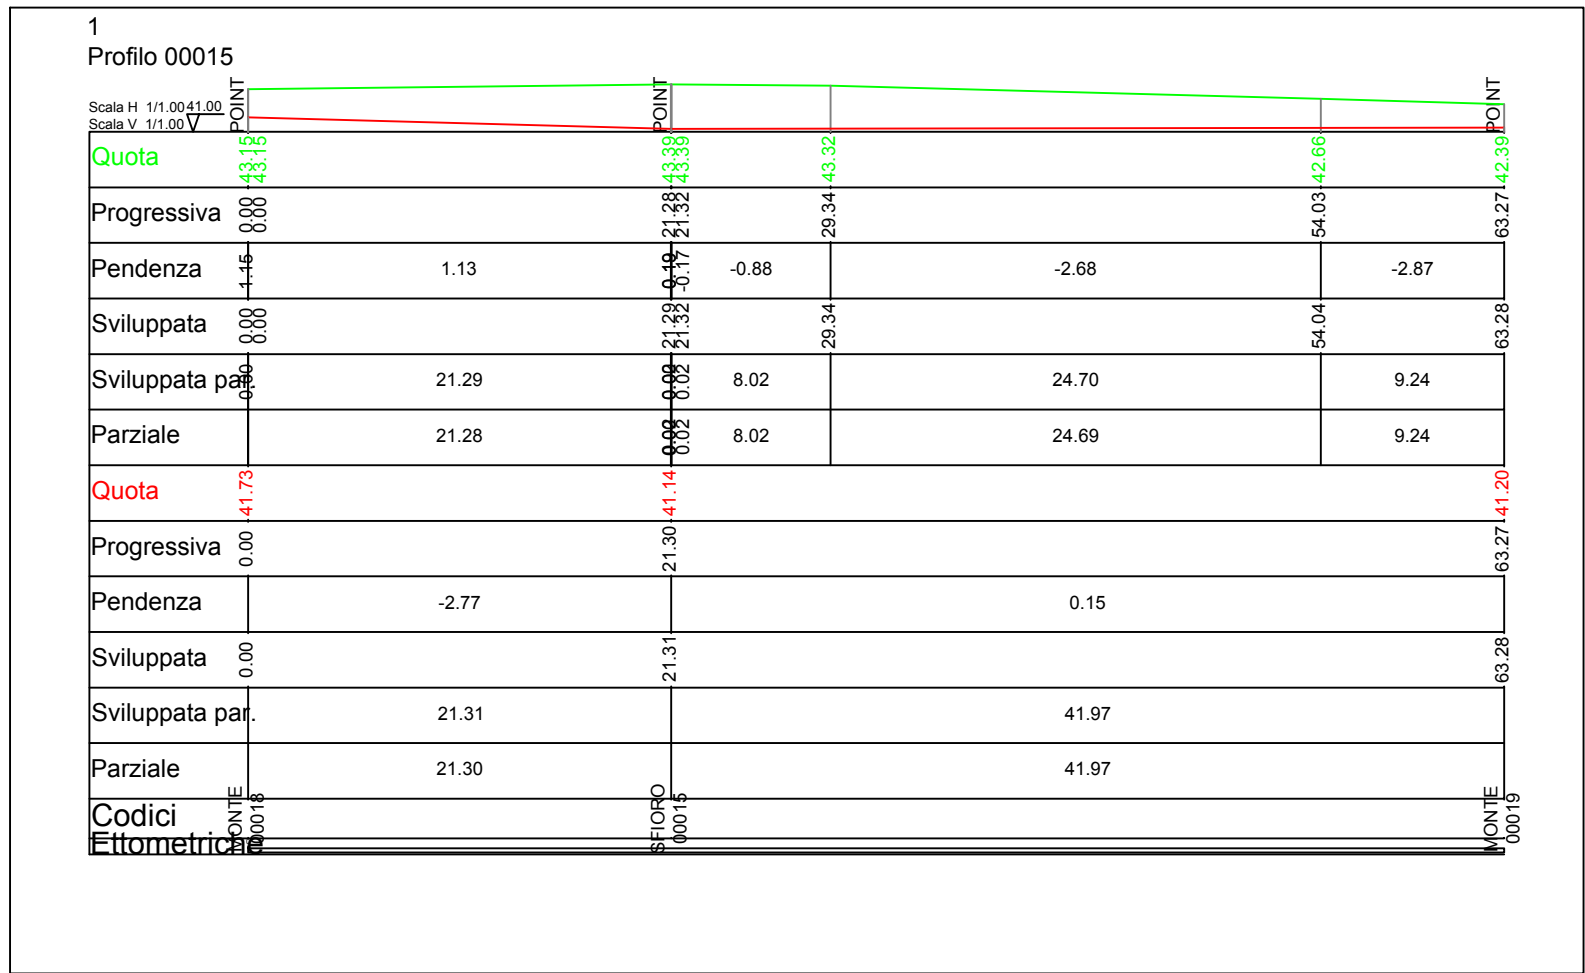 1
Profilo 00015
Scala H 1/1.00 41.00
Scala V 1/1.00
POINT POINT POINT
Quota 43.15 43.15 43.39 43.39 43.32 42.66 42.39
Progressiva 0.00 0.00 21.28 21.32 29.34 54.03 63.27
Pendenza 1.15 1.13 0.19 -0.17 -0.88 -2.68 -2.87
Sviluppata 0.00 0.00 21.29 21.32 29.34 54.04 63.28
Sviluppata par. 0.00 21.29 0.02 8.02 24.70 9.24
Parziale 21.28 0.02 8.02 24.69 9.24
Quota 41.73 41.14 41.20
Progressiva 0.00 21.30 63.27
Pendenza -2.77 0.15
Sviluppata 0.00 21.31 63.28
Sviluppata par. 21.31 41.97
Parziale 21.30 41.97
Codici MONTE 00018 SFIORO 00015 MONTE 00019
Ettometriche